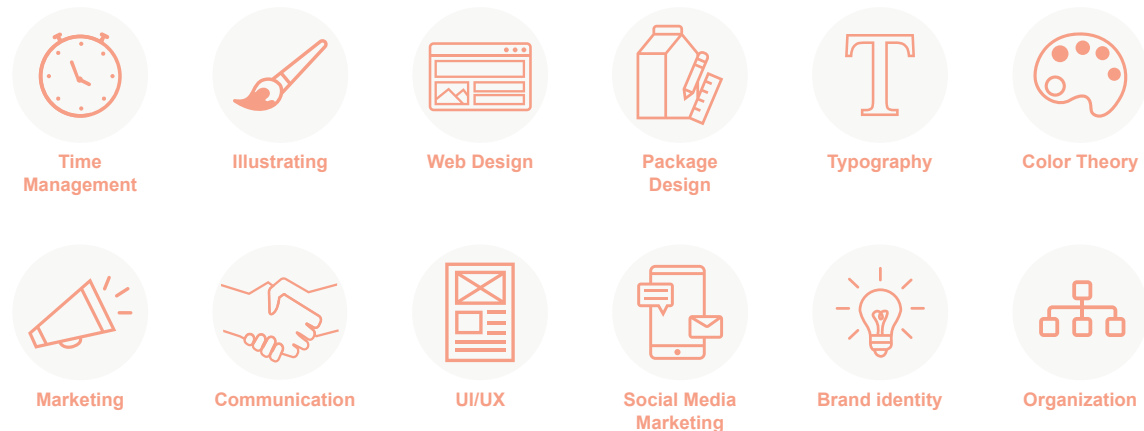 Time
Management
Illustrating
Web Design
Package
Design
Typography
Color Theory
Marketing
Communication
UI/UX
Social Media
Marketing
Brand identity
Organization